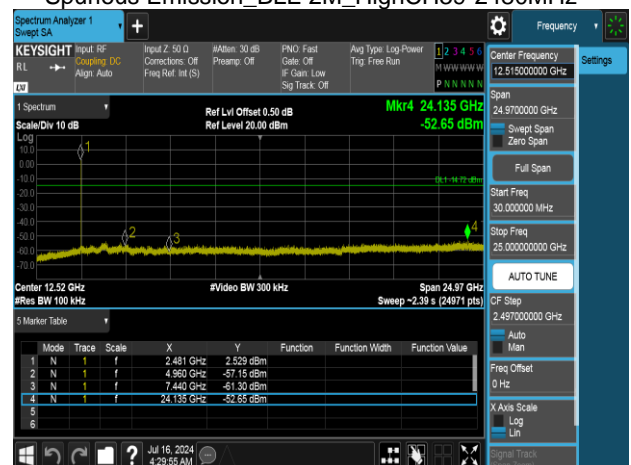 Spurious Emission_BLE 2M_HighCH39-2480MHz
Spectrum Analyzer 1
Swept SA
Frequency
KEYSIGHT
RL
LXI
Input: RF
Coupling: DC
Align: Auto
Input Z: 50 Ω
Corrections: Off
Freq Ref: Int (S)
#Atten: 30 dB
Preamp: Off
PNO: Fast
Gate: Off
IF Gain: Low
Sig Track: Off
Avg Type: Log-Power
Trig: Free Run
1 2 3 4 5 6
M W W W W W
P N N N N N
Center Frequency
12.515000000 GHz
Settings
Span
24.9700000 GHz
Swept Span
Zero Span
Full Span
Start Freq
30.000000 MHz
Stop Freq
25.000000000 GHz
AUTO TUNE
CF Step
2.497000000 GHz
Auto
Man
Freq Offset
0 Hz
X Axis Scale
Log
Lin
Signal Track
1 Spectrum
Scale/Div 10 dB
Log
Ref Lvl Offset 0.50 dB
Ref Level 20.00 dBm
Mkr4 24.135 GHz
-52.65 dBm
10.0
0.00
-10.0
-20.0
-30.0
-40.0
-50.0
-60.0
-70.0
DL1 -14.72 dBm
1
2
3
4
Center 12.52 GHz
#Res BW 100 kHz
#Video BW 300 kHz
Span 24.97 GHz
Sweep ~2.39 s (24971 pts)
5 Marker Table
Mode Trace Scale X Y Function Function Width Function Value
1 N 1 f 2.481 GHz 2.529 dBm
2 N 1 f 4.960 GHz -57.15 dBm
3 N 1 f 7.440 GHz -61.30 dBm
4 N 1 f 24.135 GHz -52.65 dBm
5
6
?
Jul 16, 2024
4:29:55 AM